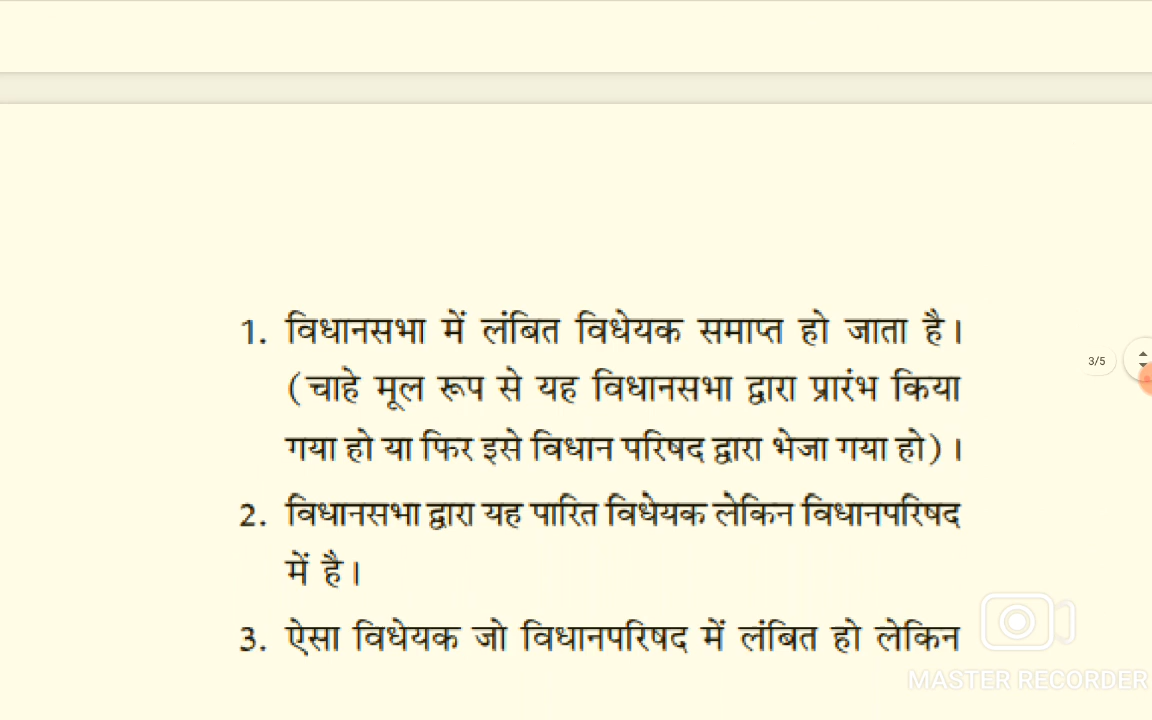 1. विधानसभा में लंबित विधेयक समाप्त हो जाता है।
(चाहे मूल रूप से यह विधानसभा द्वारा प्रारंभ किया
गया हो या फिर इसे विधान परिषद द्वारा भेजा गया हो)।
3/5
2. विधानसभा द्वारा यह पारित विधेयक लेकिन विधानपरिषद
में है।
3. ऐसा विधेयक जो विधानपरिषद में लंबित हो लेकिन
MASTER RECORDER